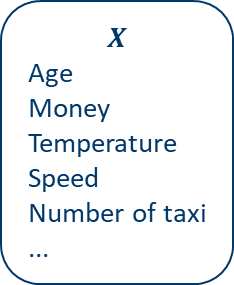 X
Age
Money
Temperature
Speed
Number of taxi
...